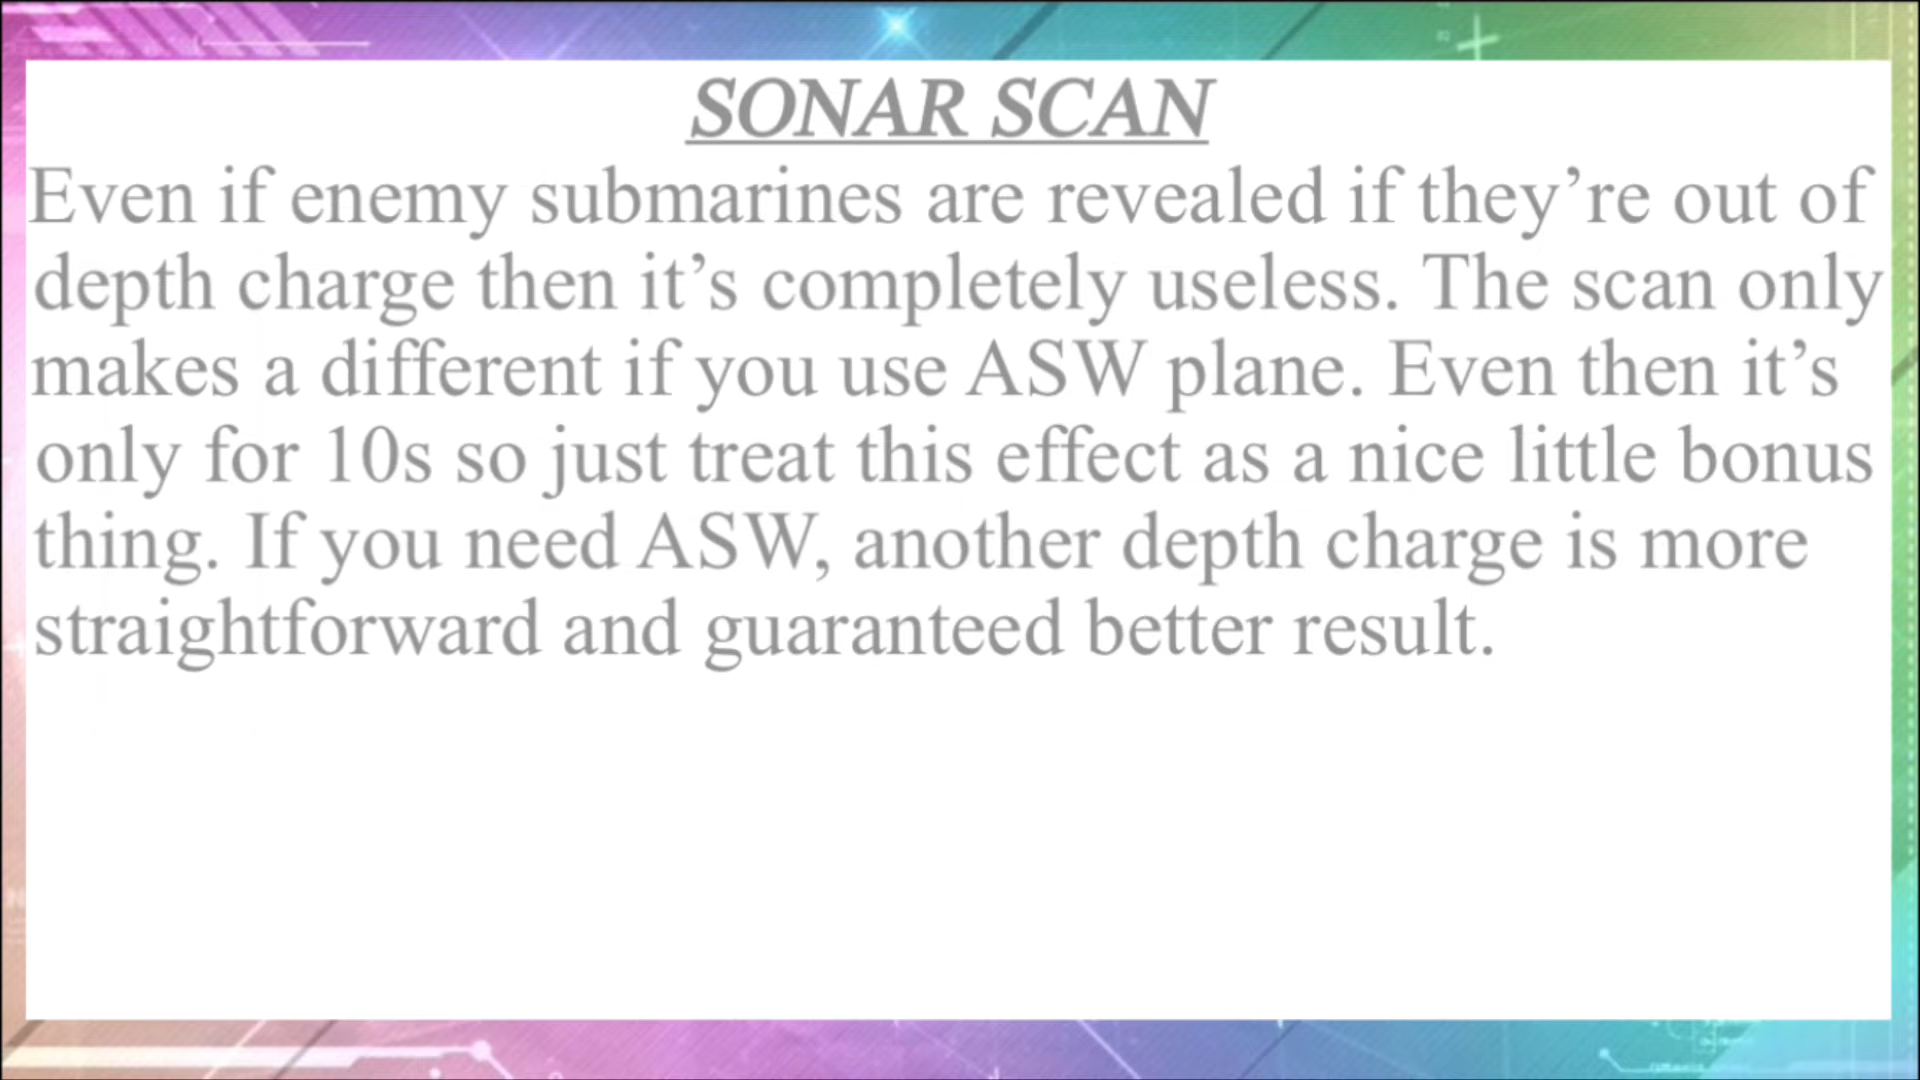 SONAR SCAN
Even if enemy submarines are revealed if they’re out of
depth charge then it’s completely useless. The scan only
makes a different if you use ASW plane. Even then it’s
only for 10s so just treat this effect as a nice little bonus
thing. If you need ASW, another depth charge is more
straightforward and guaranteed better result.